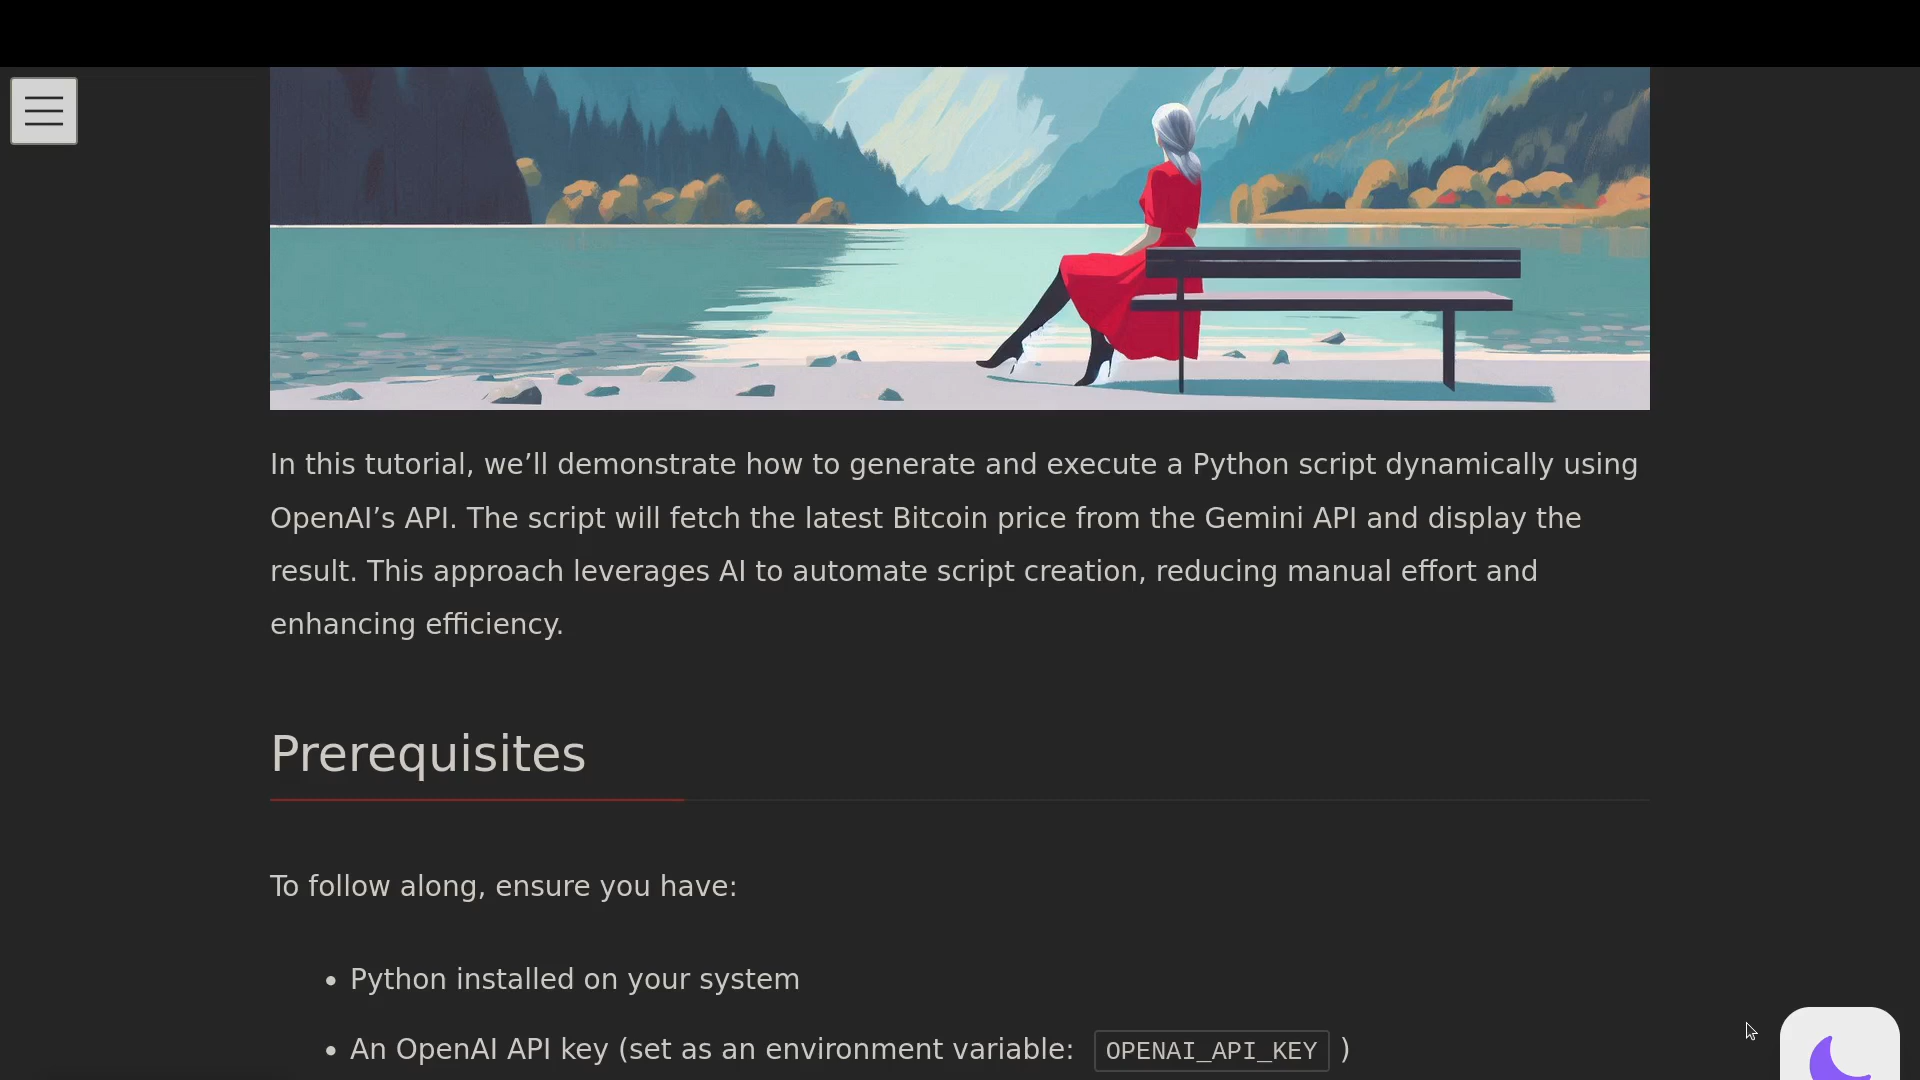 In this tutorial, we’ll demonstrate how to generate and execute a Python script dynamically using
OpenAI’s API. The script will fetch the latest Bitcoin price from the Gemini API and display the
result. This approach leverages AI to automate script creation, reducing manual effort and
enhancing efficiency.
Prerequisites
To follow along, ensure you have:
• Python installed on your system
• An OpenAI API key (set as an environment variable: OPENAI_API_KEY )